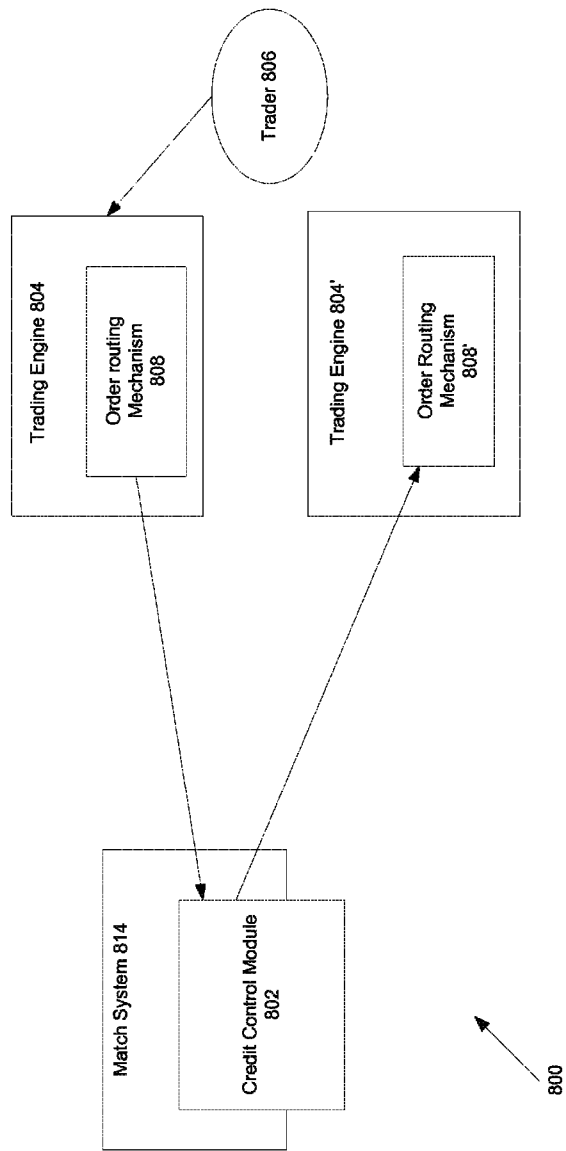 Match System 814
Credit Control Module
802
Trading Engine 804
Order routing
Mechanism
808
Trading Engine 804'
Order Routing
Mechanism
808'
Trader 806
800